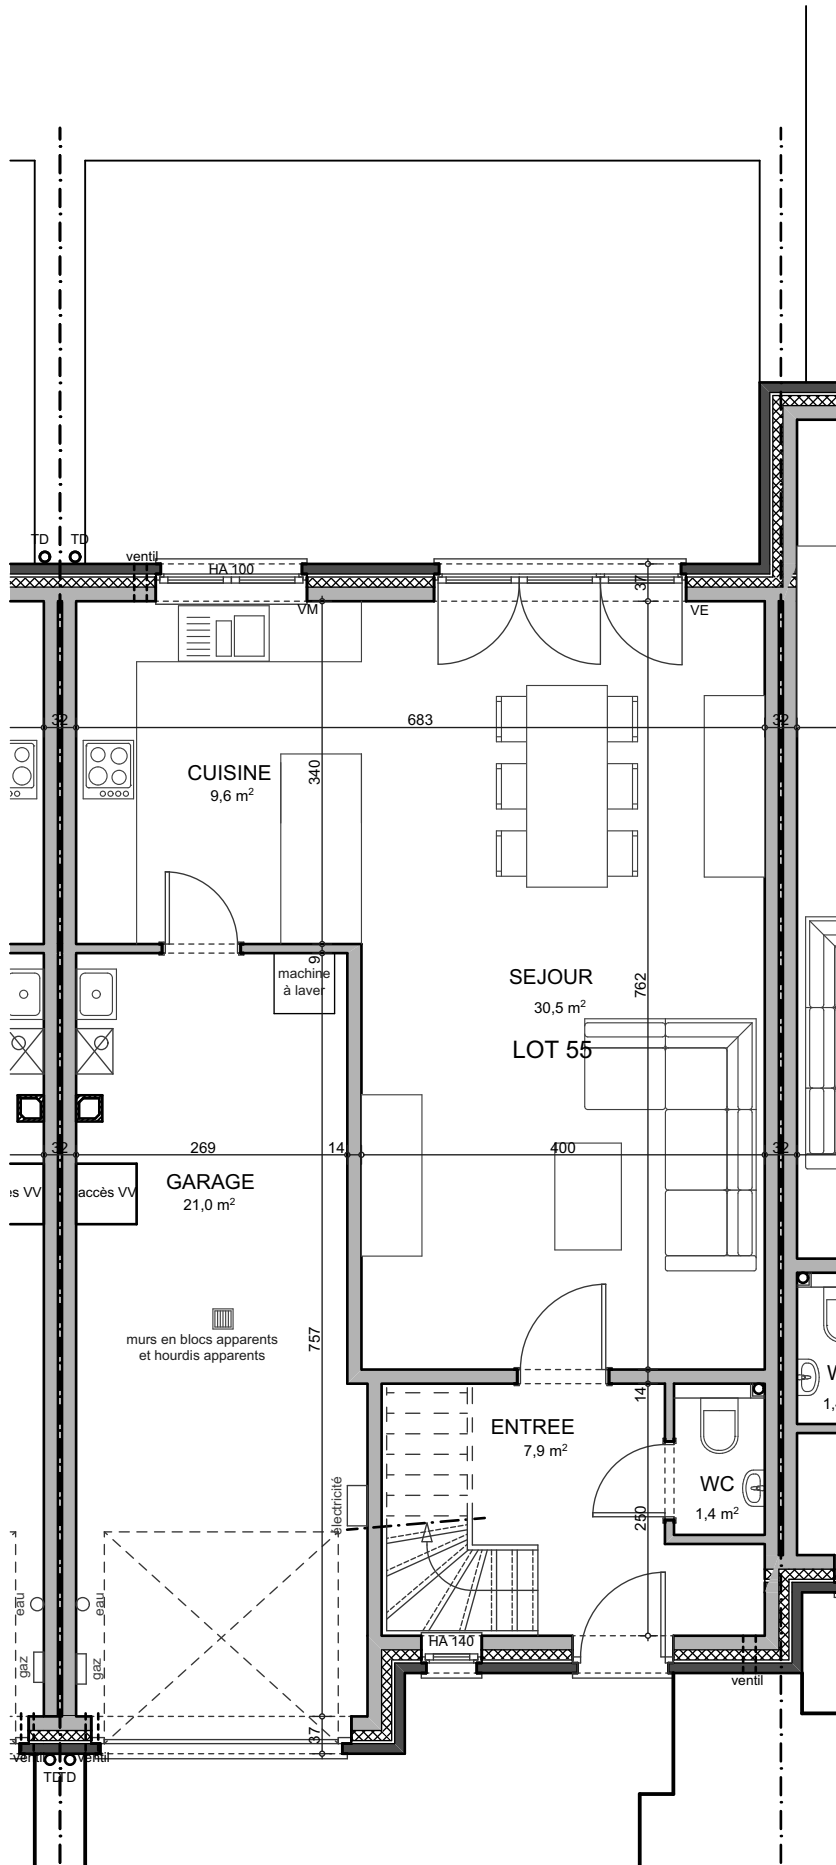 TD
TD
ventil
HA 100
VM
VE
37
32
683
32
CUISINE
9,6 m²
340
9
machine
à laver
SEJOUR
30,5 m²
762
LOT 55
32
269
14
400
32
ès VV
accès VV
GARAGE
21,0 m²
murs en blocs apparents
et hourdis apparents
757
14
ENTREE
7,9 m²
WC
1,4 m²
250
électricité
eau
eau
gaz
gaz
HA 140
ventil
37
ventil
ventil
TD
TD